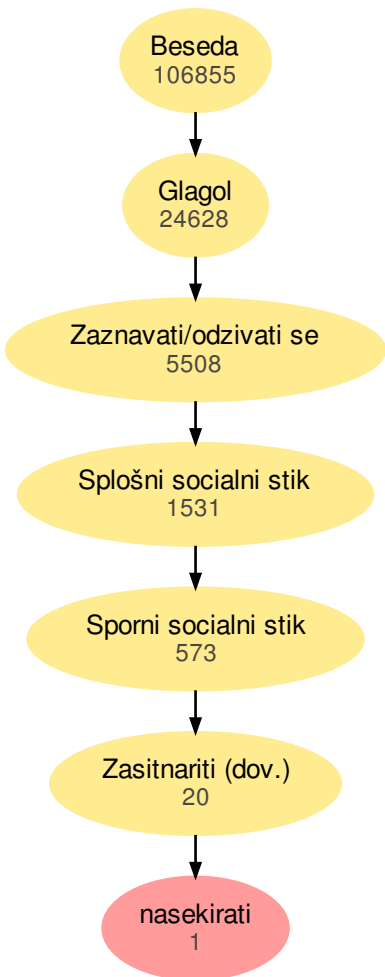 Beseda
106855
Glagol
24628
Zaznavati/odzivati se
5508
Splošni socialni stik
1531
Sporni socialni stik
573
Zasitnariti (dov.)
20
nasekirati
1